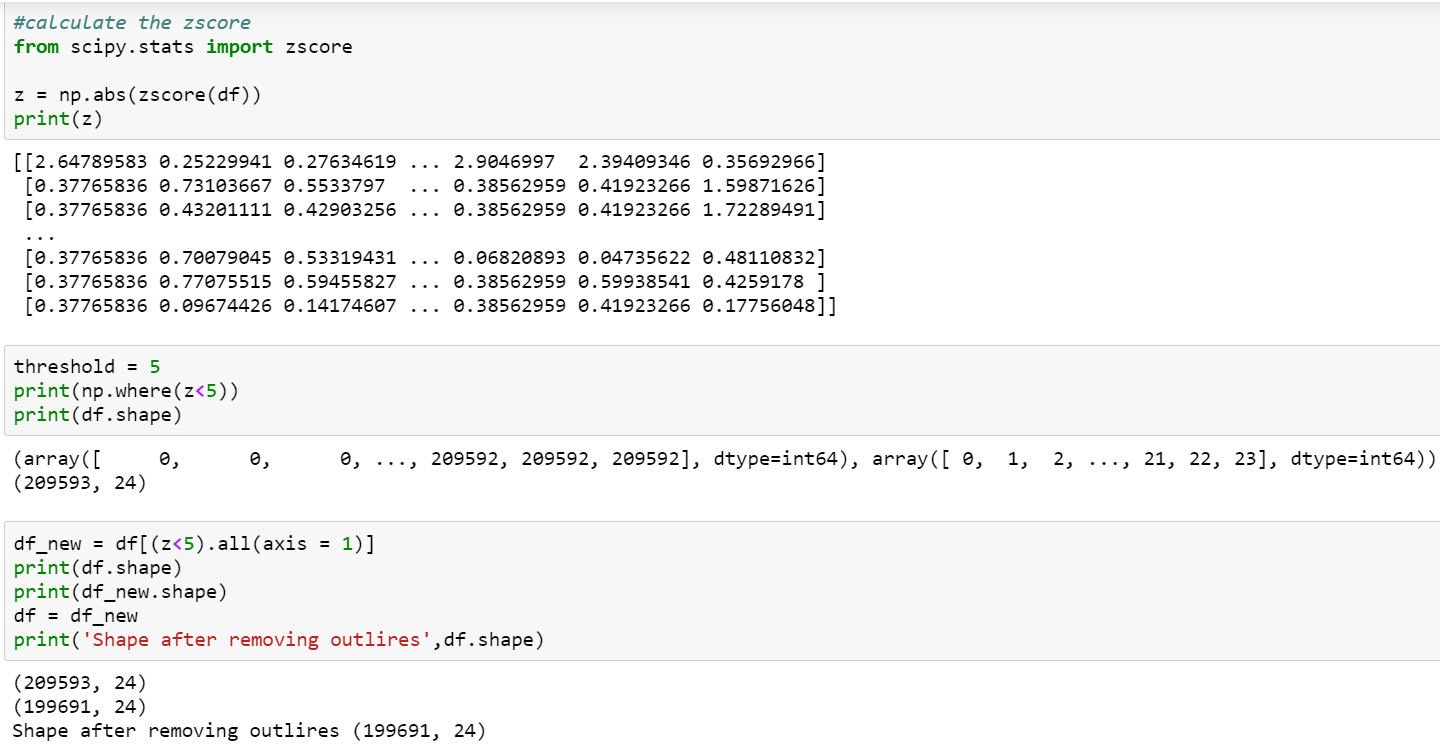 #calculate the zscore
from scipy.stats import zscore
z = np.abs(zscore(df))
print(z)
[[2.64789583 0.25229941 0.27634619 ... 2.9046997  2.39409346 0.35692966]
 [0.37765836 0.73103667 0.5533797  ... 0.38562959 0.41923266 1.59871626]
 [0.37765836 0.43201111 0.42903256 ... 0.38562959 0.41923266 1.72289491]
 ...
 [0.37765836 0.70079045 0.53319431 ... 0.06820893 0.04735622 0.48110832]
 [0.37765836 0.77075515 0.59455827 ... 0.38562959 0.59938541 0.4259178 ]
 [0.37765836 0.09674426 0.14174607 ... 0.38562959 0.41923266 0.17756048]]
threshold = 5
print(np.where(z<5))
print(df.shape)
(array([     0,      0,      0, ..., 209592, 209592, 209592], dtype=int64), array([ 0,  1,  2, ..., 21, 22, 23], dtype=int64))
(209593, 24)
df_new = df[(z<5).all(axis = 1)]
print(df.shape)
print(df_new.shape)
df = df_new
print('Shape after removing outlires',df.shape)
(209593, 24)
(199691, 24)
Shape after removing outlires (199691, 24)